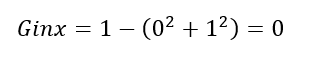 Ginx = 1 − (0² + 1²) = 0